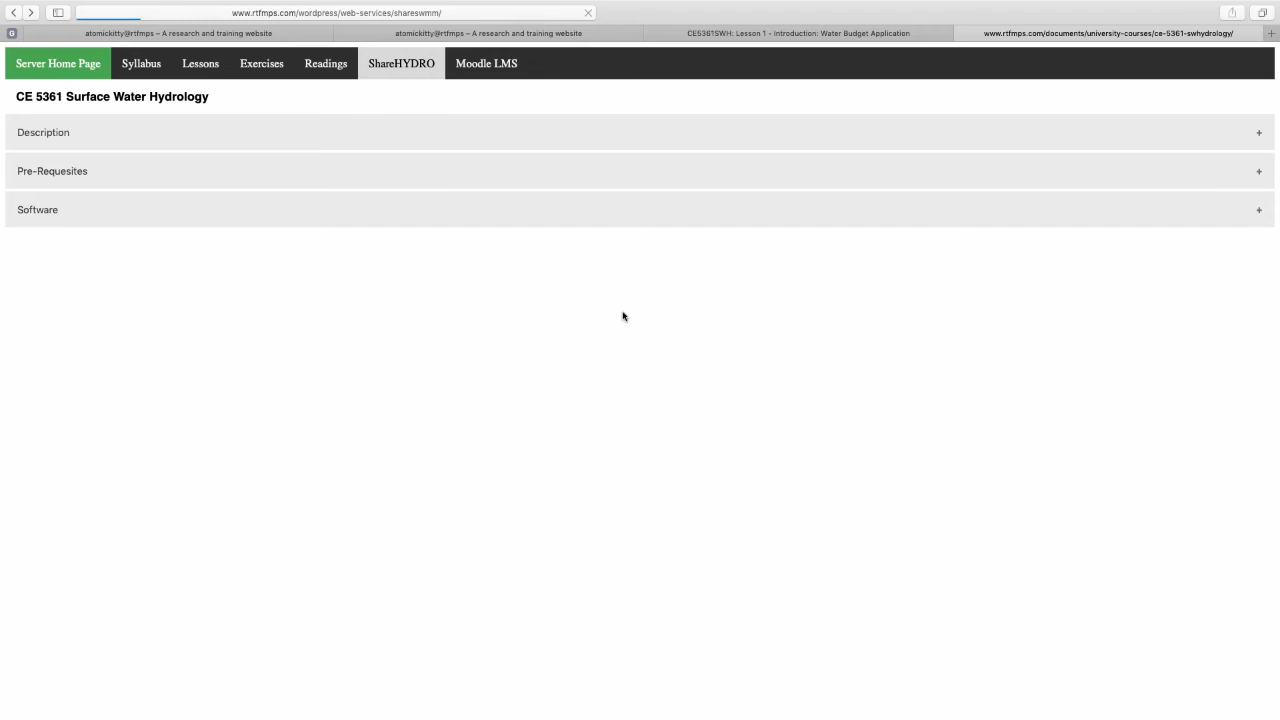 www.rtfmps.com/wordpress/web-services/shareswmm/
G
atomickitty@rtfmps – A research and training website
atomickitty@rtfmps – A research and training website
CE5361SWH: Lesson 1 - Introduction: Water Budget Application
www.rtfmps.com/documents/university-courses/ce-5361-swhydrology/
+
Server Home Page Syllabus Lessons Exercises Readings ShareHYDRO Moodle LMS
CE 5361 Surface Water Hydrology
Description +
Pre-Requesites +
Software +